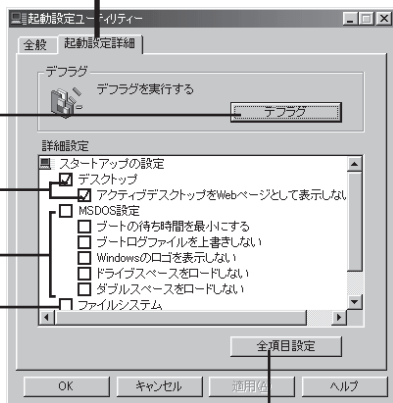 起動設定ユーティリティー
全般 起動設定詳細
デフラグ
デフラグを実行する
デフラグ
詳細設定
スタートアップの設定
デスクトップ
アクティブデスクトップをWebページとして表示しない
MSDOS設定
ブートの待ち時間を最小にする
ブートログファイルを上書きしない
Windowsのロゴを表示しない
ドライブスペースをロードしない
ダブルスペースをロードしない
ファイルシステム
全項目設定
OK キャンセル 適用(A) ヘルプ